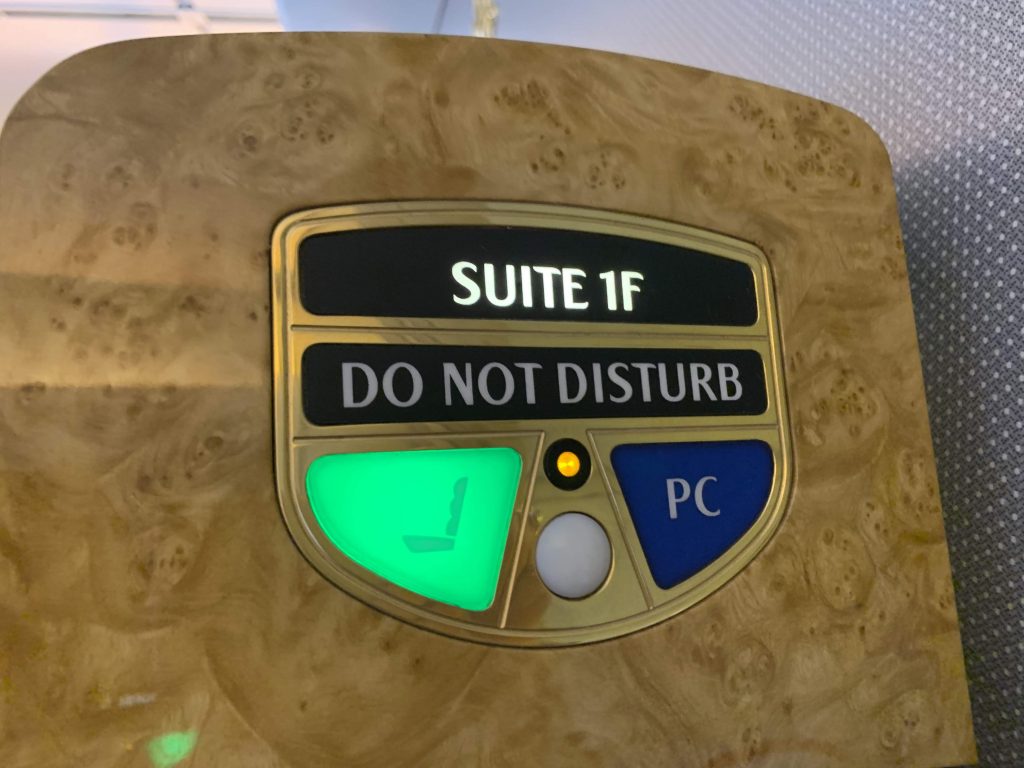 SUITE 1F
DO NOT DISTURB
PC